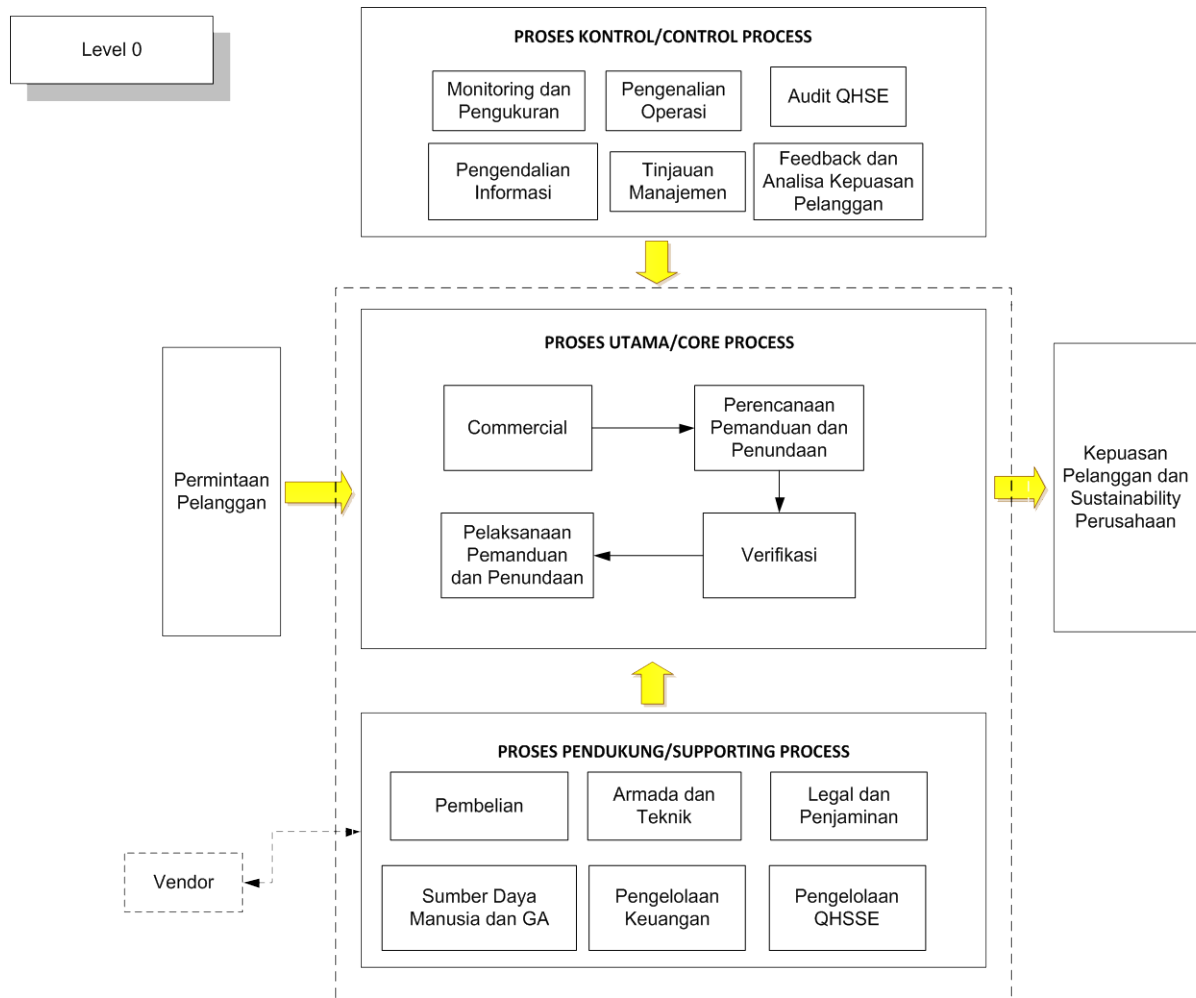 Level 0
PROSES KONTROL/CONTROL PROCESS
Monitoring dan
Pengukuran
Pengenalian
Operasi
Audit QHSE
Pengendalian
Informasi
Tinjauan
Manajemen
Feedback dan
Analisa Kepuasan
Pelanggan
PROSES UTAMA/CORE PROCESS
Permintaan
Pelanggan
Commercial
Perencanaan
Pemanduan dan
Penundaan
Pelaksanaan
Pemanduan
dan Penundaan
Verifikasi
Kepuasan
Pelanggan dan
Sustainability
Perusahaan
PROSES PENDUKUNG/SUPPORTING PROCESS
Pembelian
Armada dan
Teknik
Legal dan
Penjaminan
Vendor
Sumber Daya
Manusia dan GA
Pengelolaan
Keuangan
Pengelolaan
QHSSE